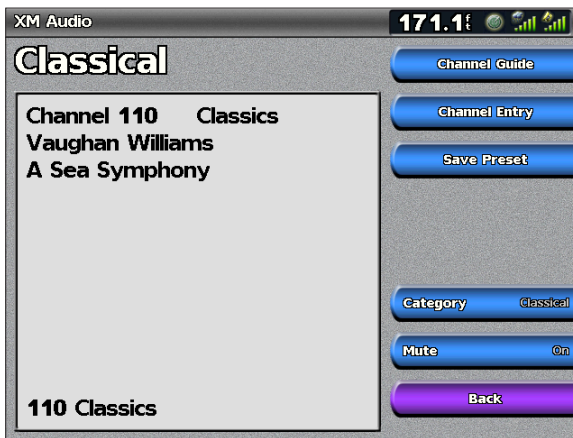 XM Audio
171.1ft
Classical
Channel Guide
Channel 110 Classics
Channel Entry
Vaughan Williams
Save Preset
A Sea Symphony
Category Classical
Mute On
Back
110 Classics